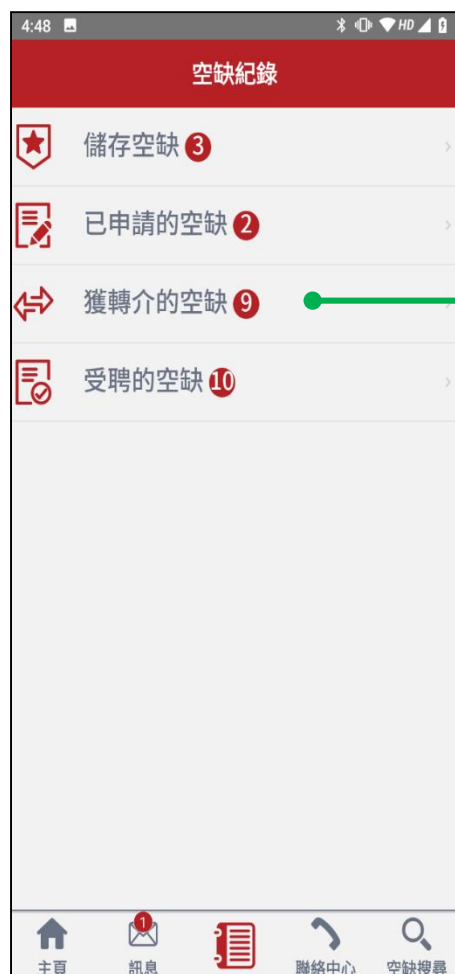 4:48 HD
空缺紀錄
儲存空缺 3
已申請的空缺 2
獲轉介的空缺 9
受聘的空缺 10
1
主頁 訊息 聯絡中心 空缺搜尋